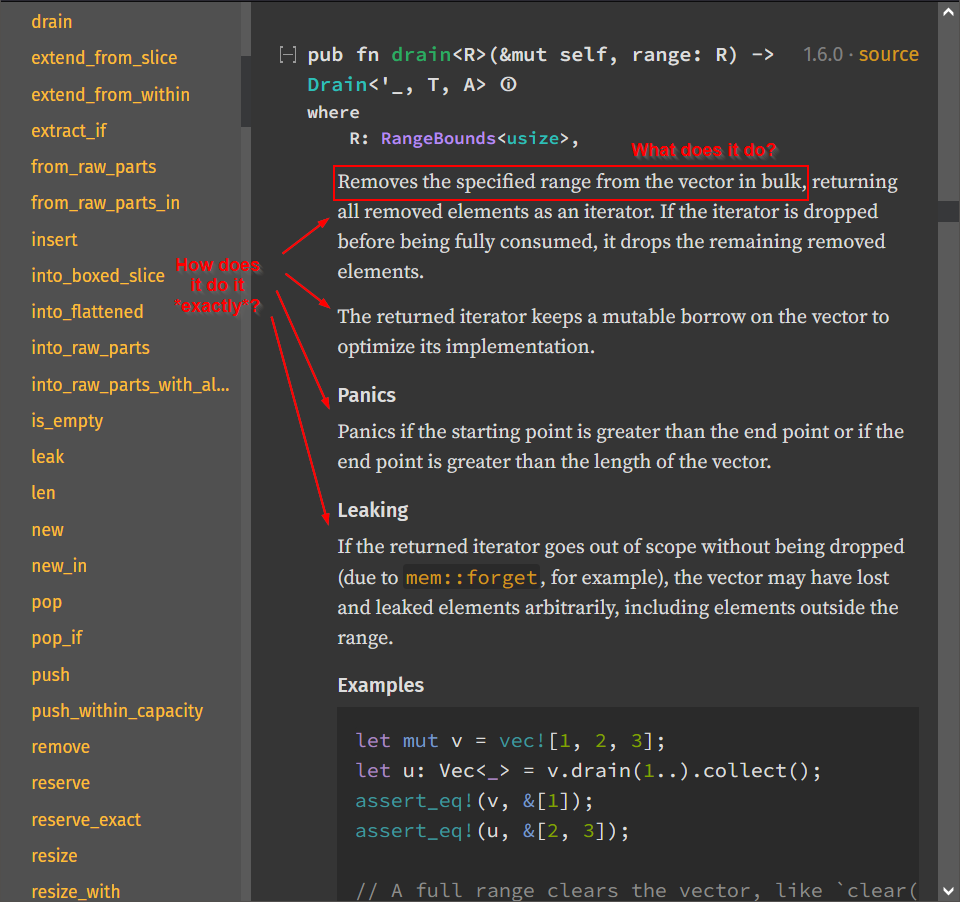 drain
extend_from_slice
extend_from_within
extract_if
from_raw_parts
from_raw_parts_in
insert
into_boxed_slice
into_flattened
into_raw_parts
into_raw_parts_with_al...
is_empty
leak
len
new
new_in
pop
pop_if
push
push_within_capacity
remove
reserve
reserve_exact
resize
resize_with
[-] pub fn drain<R>(&mut self, range: R) -> 1.6.0 · source
Drain<'_, T, A> ⓘ
where
R: RangeBounds<usize>,
What does it do?
Removes the specified range from the vector in bulk, returning
all removed elements as an iterator. If the iterator is dropped
before being fully consumed, it drops the remaining removed
elements.
How does
it do it
*exactly*?
The returned iterator keeps a mutable borrow on the vector to
optimize its implementation.
Panics
Panics if the starting point is greater than the end point or if the
end point is greater than the length of the vector.
Leaking
If the returned iterator goes out of scope without being dropped
(due to mem::forget, for example), the vector may have lost
and leaked elements arbitrarily, including elements outside the
range.
Examples
let mut v = vec![1, 2, 3];
let u: Vec<_> = v.drain(1..).collect();
assert_eq!(v, &[1]);
assert_eq!(u, &[2, 3]);
// A full range clears the vector, like `clear(